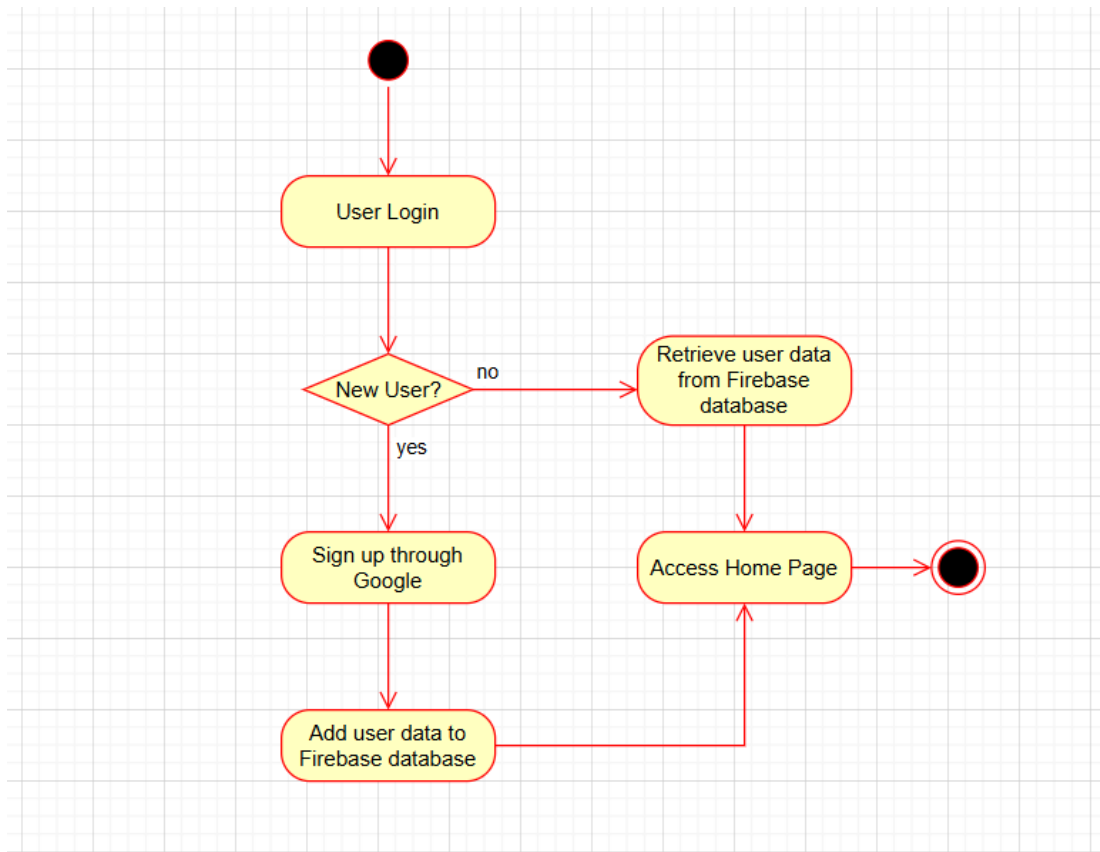 User Login
New User?
no
yes
Retrieve user data
from Firebase
database
Sign up through
Google
Access Home Page
Add user data to
Firebase database